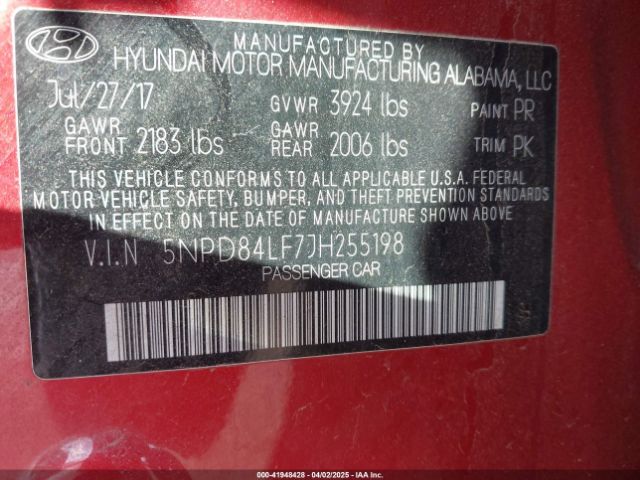 MANUFACTURED BY
HYUNDAI MOTOR MANUFACTURING ALABAMA, LLC
Jul/27/17 GVWR 3924 lbs PAINT PR
GAWR FRONT 2183 lbs GAWR REAR 2006 lbs TRIM PK
THIS VEHICLE CONFORMS TO ALL APPLICABLE U.S.A. FEDERAL
MOTOR VEHICLE SAFETY, BUMPER, AND THEFT PREVENTION STANDARDS
IN EFFECT ON THE DATE OF MANUFACTURE SHOWN ABOVE.
V.I.N 5NPD84LF7JH255198
PASSENGER CAR
000-41948428 - 04/02/2025 - IAAI.COM